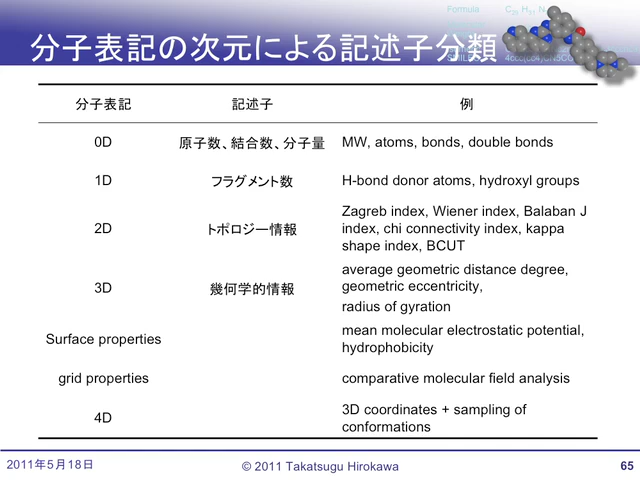 Formula
分子表記の次元による記述子分類
分子表記 記述子 例
0D 原子数、結合数、分子量 MW, atoms, bonds, double bonds
1D フラグメント数 H-bond donor atoms, hydroxyl groups
2D トポロジー情報 Zagreb index, Wiener index, Balaban J
index, chi connectivity index, kappa
shape index, BCUT
3D 幾何学的情報 average geometric distance degree,
geometric eccentricity,
radius of gyration
Surface properties mean molecular electrostatic potential,
hydrophobicity
grid properties comparative molecular field analysis
4D 3D coordinates + sampling of
conformations
2011年5月18日 © 2011 Takatsugu Hirokawa 65